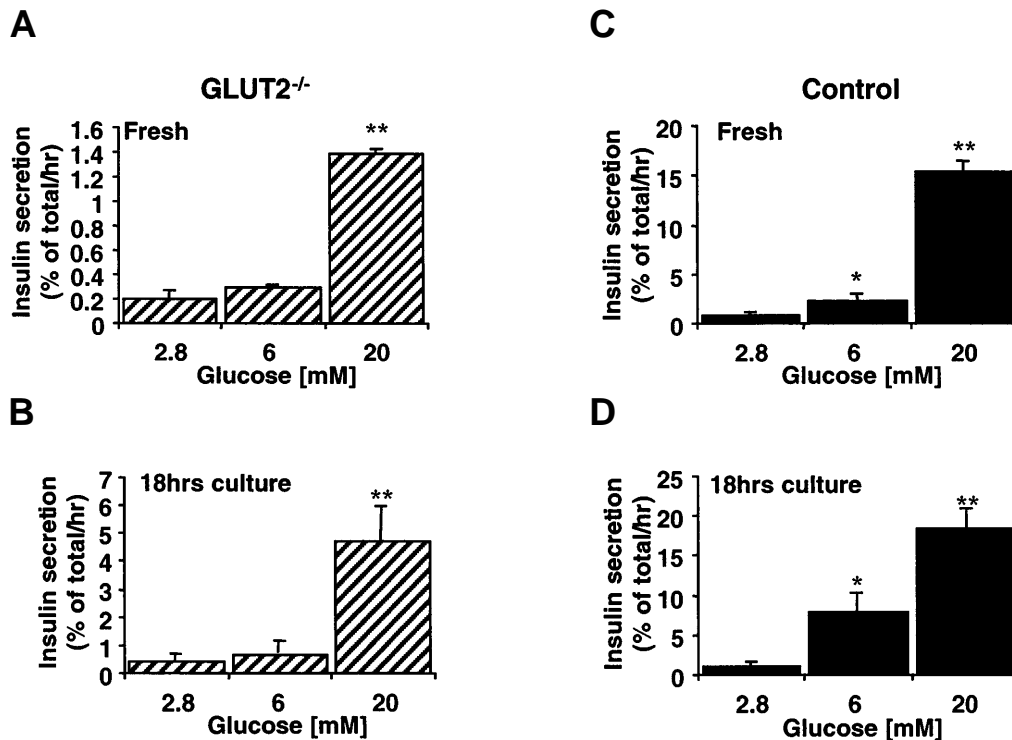 A
GLUT2-/-
Insulin secretion
(% of total/hr)
Fresh
**
1.6
1.4
1.2
1
0.8
0.6
0.4
0.2
0
2.8 6 20
Glucose [mM]
B
Insulin secretion
(% of total/hr)
18hrs culture
**
7
6
5
4
3
2
1
0
2.8 6 20
Glucose [mM]
C
Control
Insulin secretion
(% of total/hr)
Fresh
**
*
20
15
10
5
0
2.8 6 20
Glucose [mM]
D
Insulin secretion
(% of total/hr)
18hrs culture
**
*
25
20
15
10
5
0
2.8 6 20
Glucose [mM]